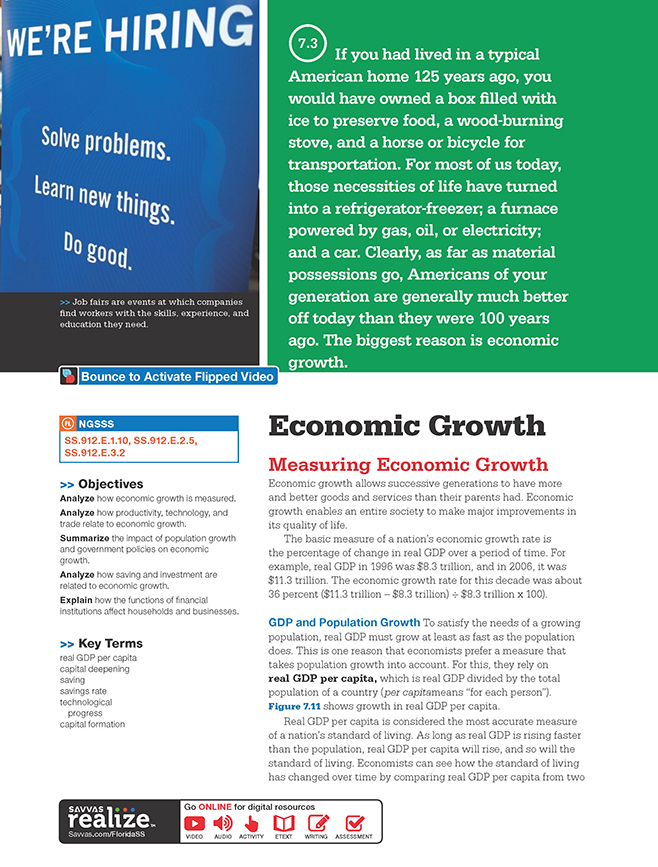 WE'RE HIRING
Solve problems.
Learn new things.
Do good.
>> Job fairs are events at which companies
find workers with the skills, experience, and
education they need.
7.3
If you had lived in a typical
American home 125 years ago, you
would have owned a box filled with
ice to preserve food, a wood-burning
stove, and a horse or bicycle for
transportation. For most of us today,
those necessities of life have turned
into a refrigerator-freezer; a furnace
powered by gas, oil, or electricity;
and a car. Clearly, as far as material
possessions go, Americans of your
generation are generally much better
off today than they were 100 years
ago. The biggest reason is economic
growth.
Bounce to Activate Flipped Video
FL NGSSS
SS.912.E.1.10, SS.912.E.2.5,
SS.912.E.3.2
>> Objectives
Analyze how economic growth is measured.
Analyze how productivity, technology, and
trade relate to economic growth.
Summarize the impact of population growth
and government policies on economic
growth.
Analyze how saving and investment are
related to economic growth.
Explain how the functions of financial
institutions affect households and businesses.
>> Key Terms
real GDP per capita
capital deepening
saving
savings rate
technological
progress
capital formation
Economic Growth
Measuring Economic Growth
Economic growth allows successive generations to have more
and better goods and services than their parents had. Economic
growth enables an entire society to make major improvements in
its quality of life.
The basic measure of a nation's economic growth rate is
the percentage of change in real GDP over a period of time. For
example, real GDP in 1996 was $8.3 trillion, and in 2006, it was
$11.3 trillion. The economic growth rate for this decade was about
36 percent ($11.3 trillion – $8.3 trillion) ÷ $8.3 trillion x 100).
GDP and Population Growth To satisfy the needs of a growing
population, real GDP must grow at least as fast as the population
does. This is one reason that economists prefer a measure that
takes population growth into account. For this, they rely on
real GDP per capita, which is real GDP divided by the total
population of a country (per capitameans "for each person").
Figure 7.11 shows growth in real GDP per capita.
Real GDP per capita is considered the most accurate measure
of a nation's standard of living. As long as real GDP is rising faster
than the population, real GDP per capita will rise, and so will the
standard of living. Economists can see how the standard of living
has changed over time by comparing real GDP per capita from two
SAVVAS
realize.
Savvas.com/FloridaSS
Go ONLINE for digital resources
VIDEO AUDIO ACTIVITY ETEXT WRITING ASSESSMENT